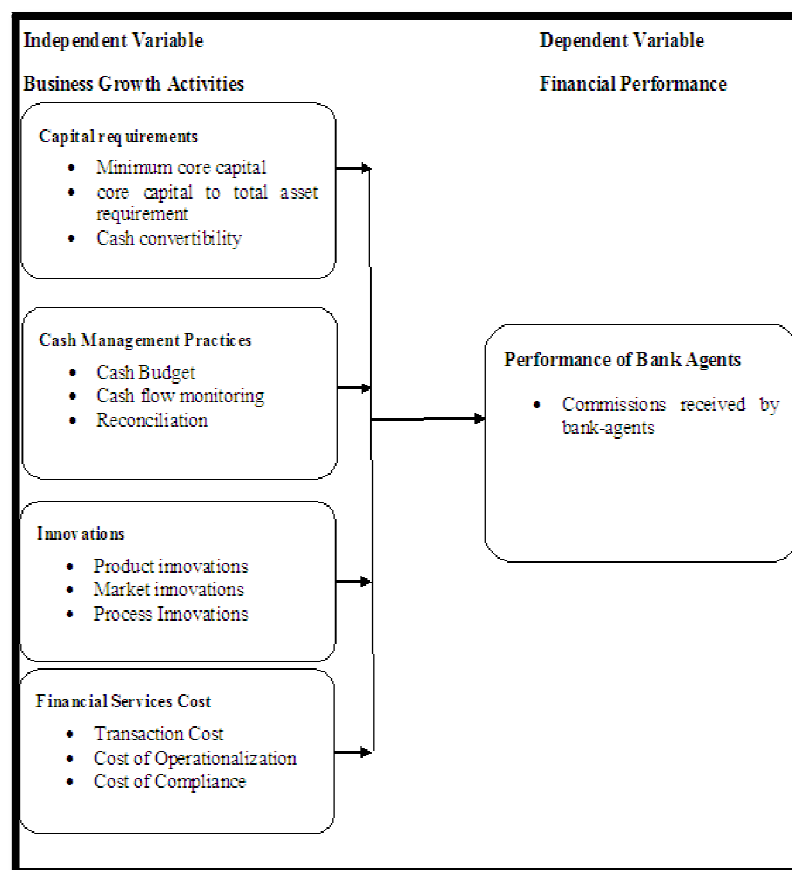 Independent Variable
Dependent Variable
Business Growth Activities
Financial Performance
Capital requirements
• Minimum core capital
• core capital to total asset
requirement
• Cash convertibility
Cash Management Practices
• Cash Budget
• Cash flow monitoring
• Reconciliation
Performance of Bank Agents
• Commissions received by
bank-agents
Innovations
• Product innovations
• Market innovations
• Process Innovations
Financial Services Cost
• Transaction Cost
• Cost of Operationalization
• Cost of Compliance